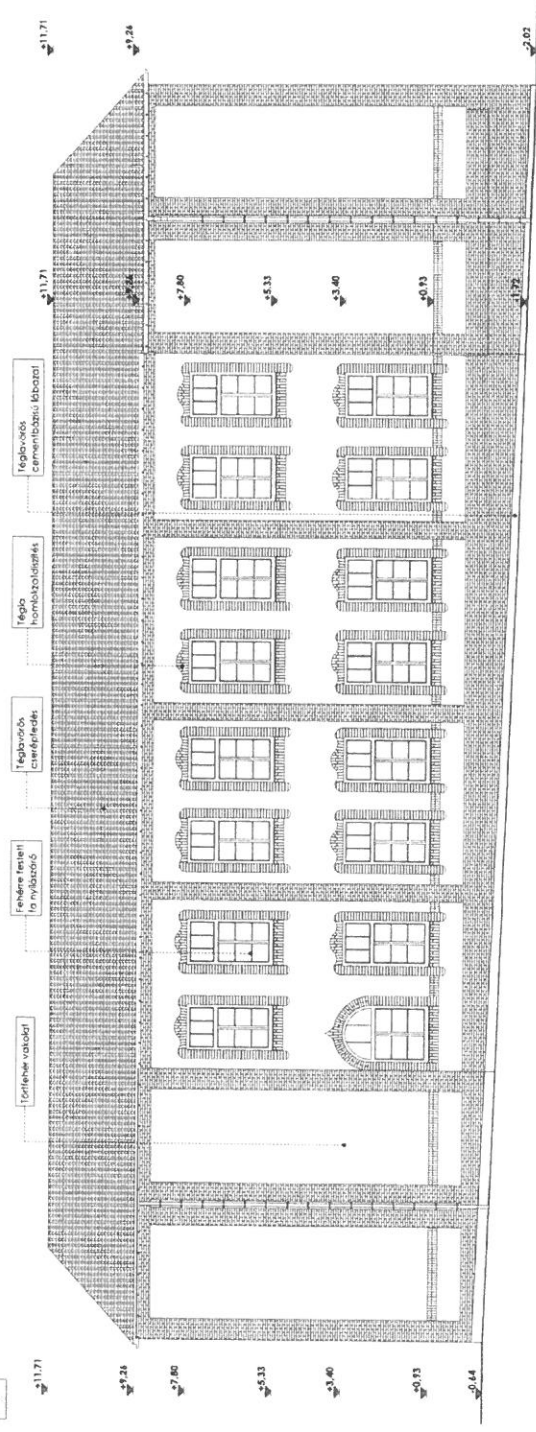 Törtfehér vakolat
Fehérre festett
fa nyílászáró
Téglavörös
cserépfedés
Tégla
homlokzatdíszítés
Téglavörös
cementbázisú lábazat
+11,71
+9,26
+7,80
+5,33
+3,40
+0,93
-0,64
+11,71
+9,26
+7,80
+5,33
+3,40
+0,93
-1,72
+11,71
+9,26
-2,02